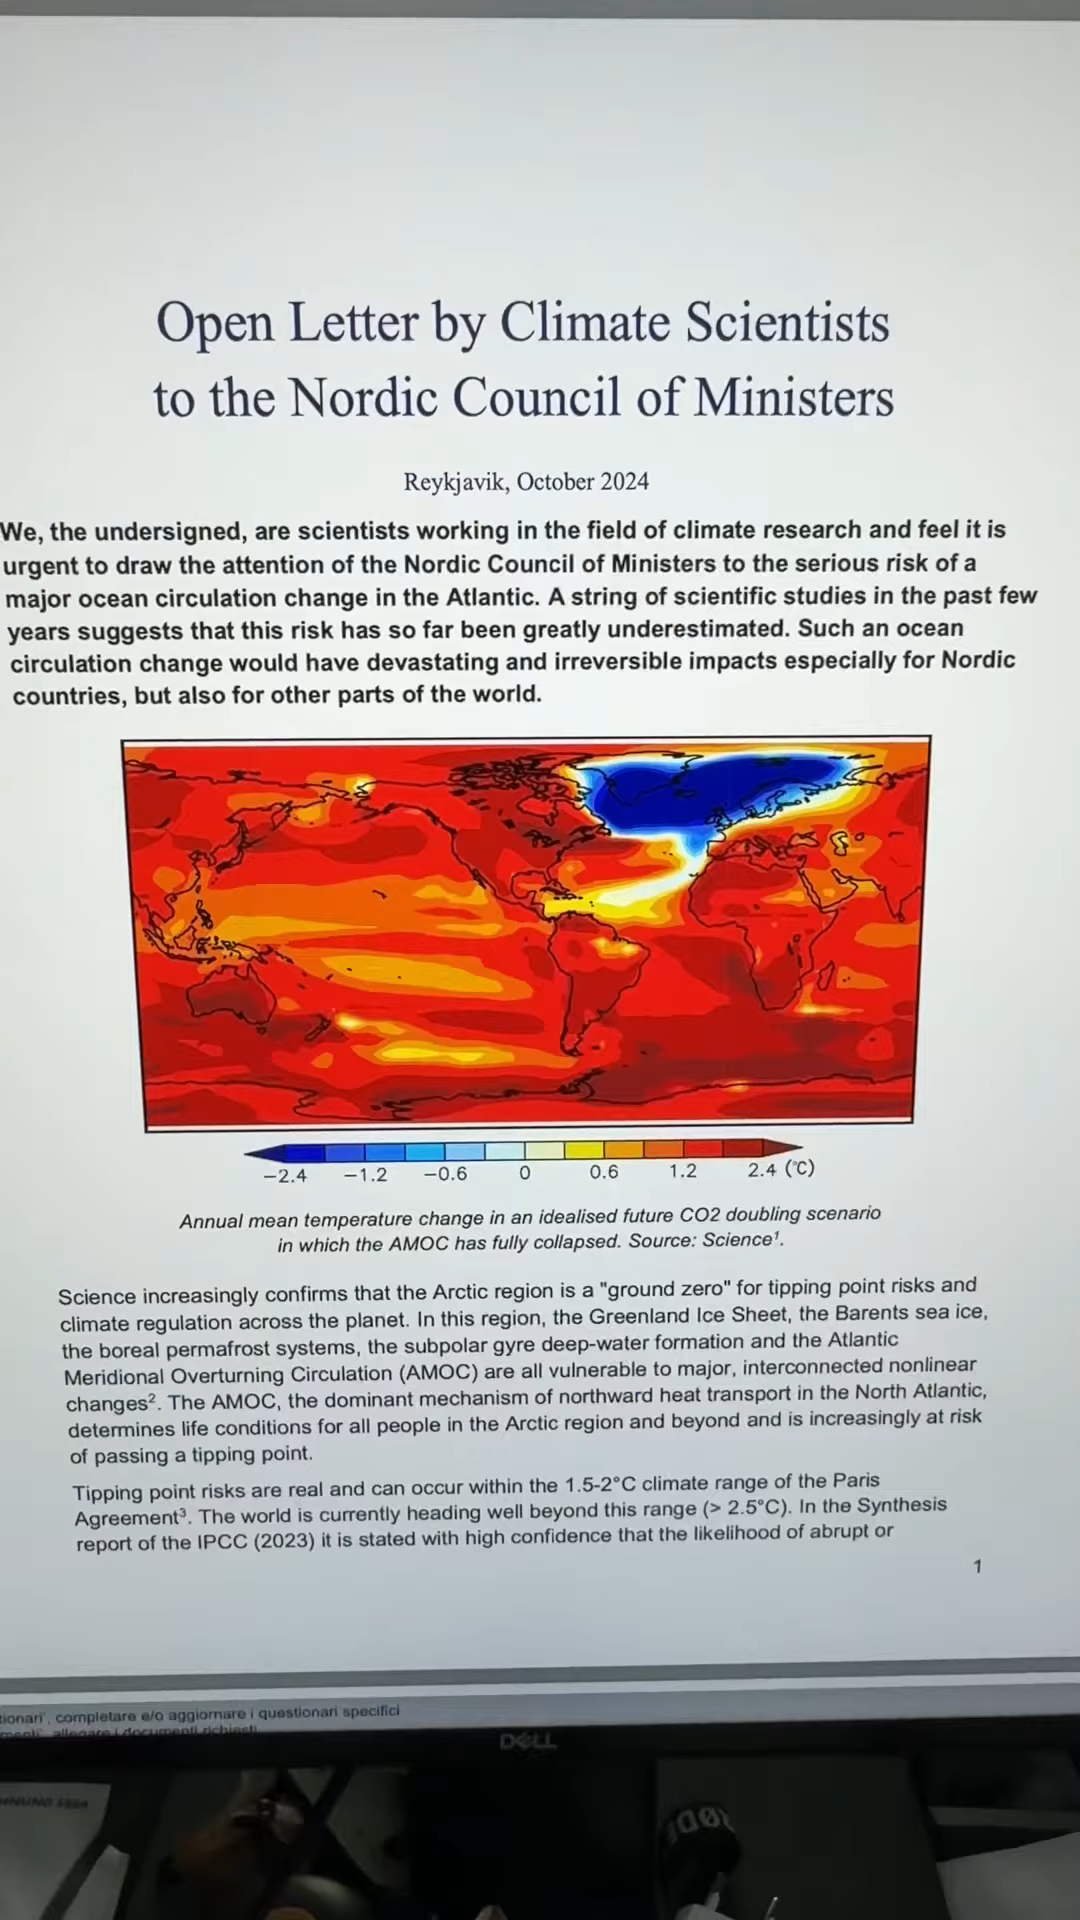 Open Letter by Climate Scientists
to the Nordic Council of Ministers
Reykjavik, October 2024
We, the undersigned, are scientists working in the field of climate research and feel it is
urgent to draw the attention of the Nordic Council of Ministers to the serious risk of a
major ocean circulation change in the Atlantic. A string of scientific studies in the past few
years suggests that this risk has so far been greatly underestimated. Such an ocean
circulation change would have devastating and irreversible impacts especially for Nordic
countries, but also for other parts of the world.
−2.4 −1.2 −0.6 0 0.6 1.2 2.4 (℃)
Annual mean temperature change in an idealised future CO2 doubling scenario
in which the AMOC has fully collapsed. Source: Science¹.
Science increasingly confirms that the Arctic region is a "ground zero" for tipping point risks and
climate regulation across the planet. In this region, the Greenland Ice Sheet, the Barents sea ice,
the boreal permafrost systems, the subpolar gyre deep-water formation and the Atlantic
Meridional Overturning Circulation (AMOC) are all vulnerable to major, interconnected nonlinear
changes². The AMOC, the dominant mechanism of northward heat transport in the North Atlantic,
determines life conditions for all people in the Arctic region and beyond and is increasingly at risk
of passing a tipping point.
Tipping point risks are real and can occur within the 1.5-2°C climate range of the Paris
Agreement³. The world is currently heading well beyond this range (> 2.5°C). In the Synthesis
report of the IPCC (2023) it is stated with high confidence that the likelihood of abrupt or
1
completare e/o aggiornare i questionari specifici
allegare i documenti richiesti
DELL